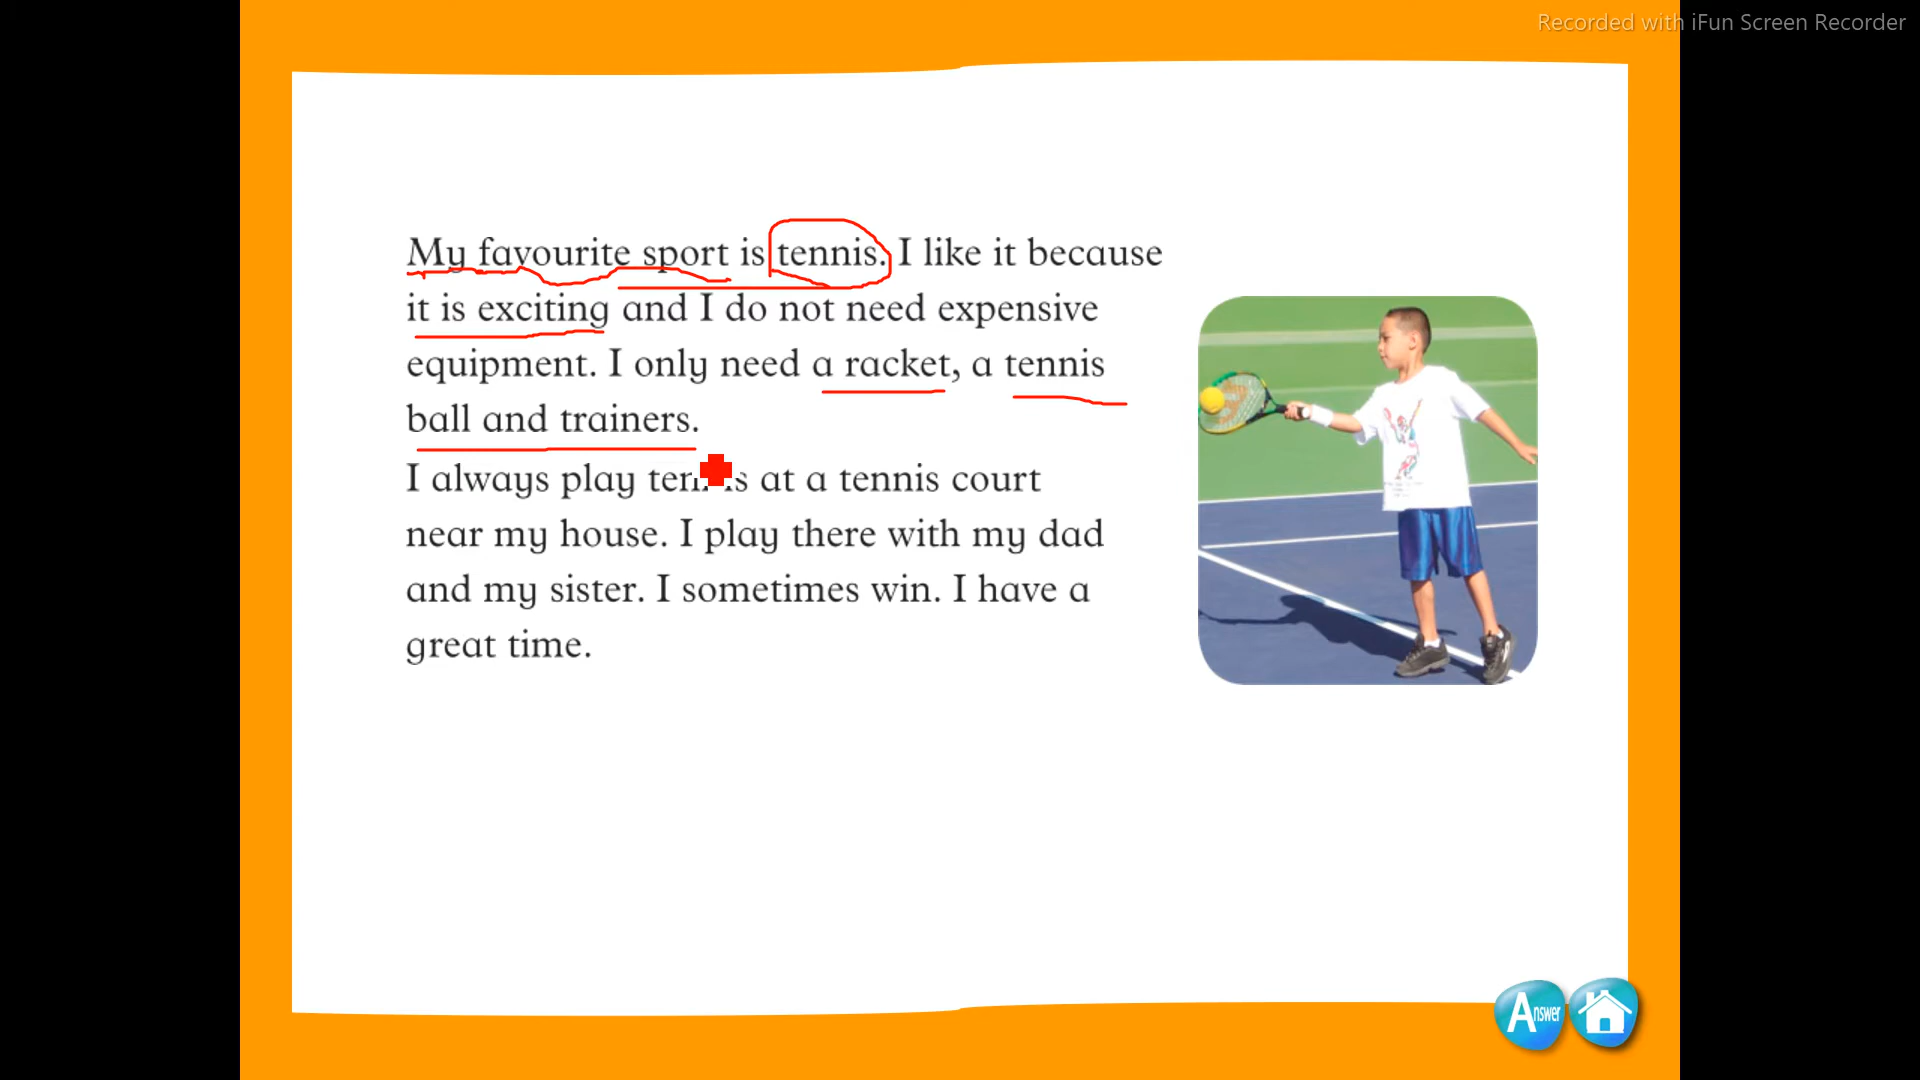 Recorded with iFun Screen Recorder
My favourite sport is tennis. I like it because
it is exciting and I do not need expensive
equipment. I only need a racket, a tennis
ball and trainers.
I always play tennis at a tennis court
near my house. I play there with my dad
and my sister. I sometimes win. I have a
great time.
Answer